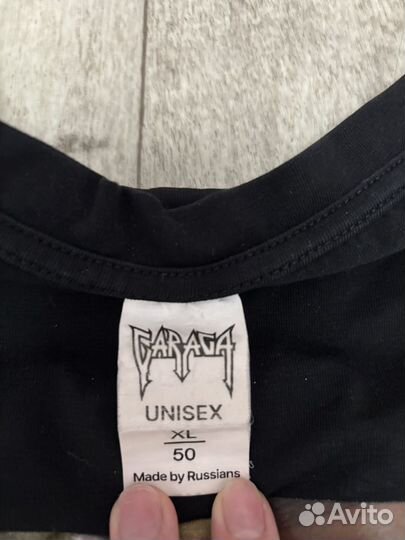 GARAGA
UNISEX
XL
50
Made by Russians
Avito